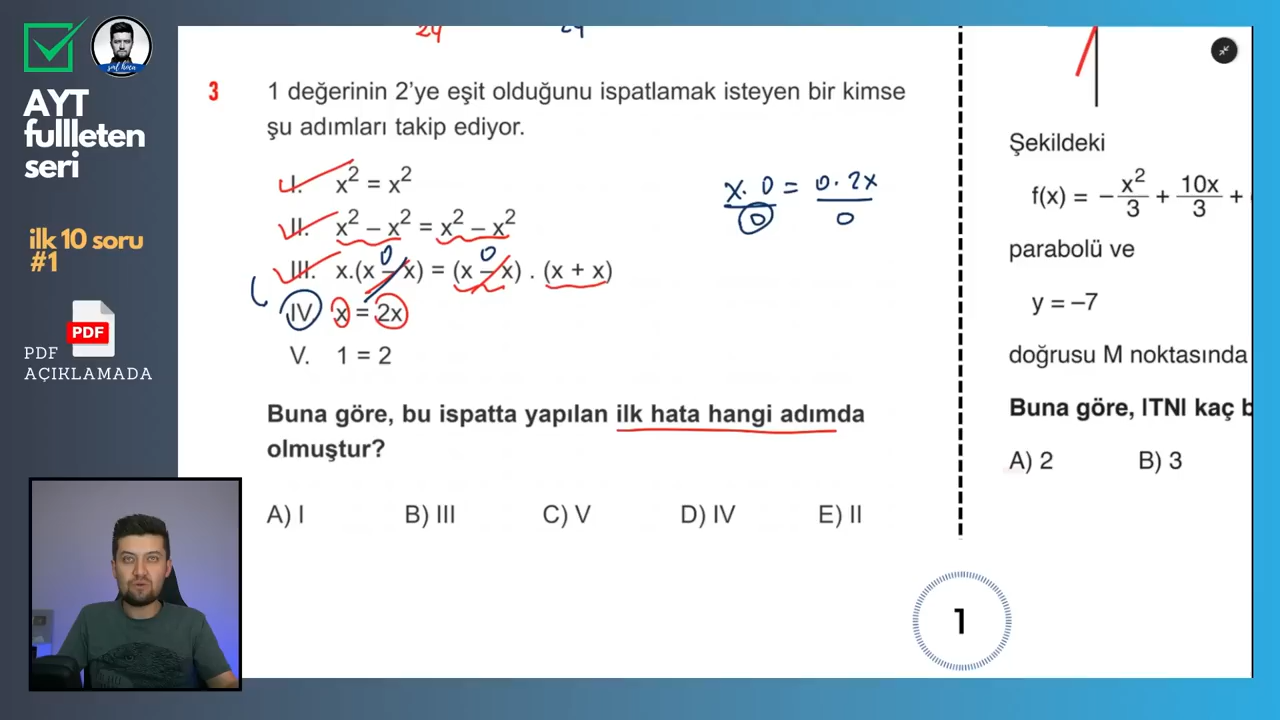 AYT
fullleten
seri
ilk 10 soru
#1
PDF
PDF
AÇIKLAMADA
24
3 1 değerinin 2'ye eşit olduğunu ispatlamak isteyen bir kimse
şu adımları takip ediyor.
I. x² = x²
II. x² – x² = x² – x²
0 0
III. x.(x – x) = (x – x) . (x + x)
IV. x = 2x
V. 1 = 2
x. 0 = 0. 2x
0 0
Buna göre, bu ispatta yapılan ilk hata hangi adımda
olmuştur?
A) I B) III C) V D) IV E) II
Şekildeki
f(x) = – x²/3 + 10x/3 +
parabolü ve
y = –7
doğrusu M noktasında
Buna göre, |TN| kaç b
A) 2 B) 3
1